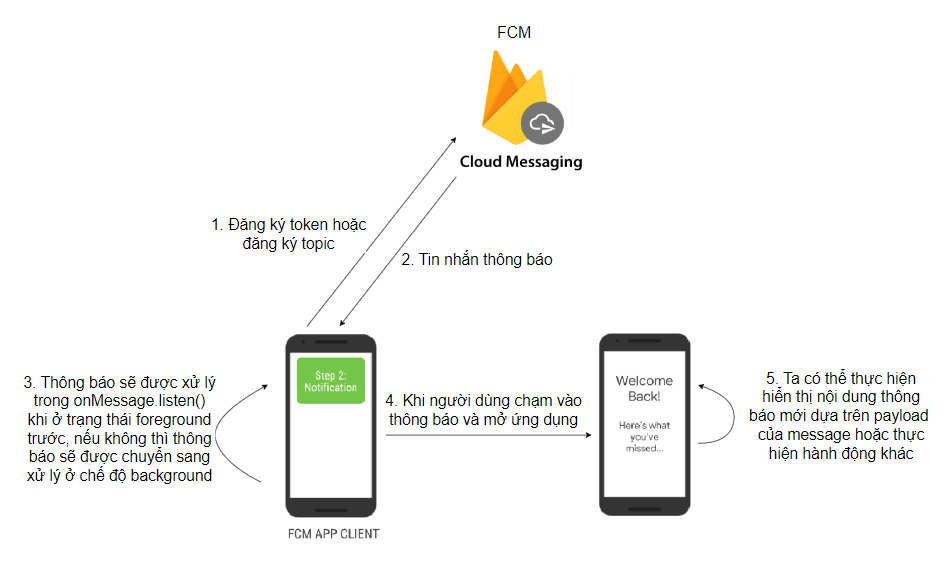 FCM
Cloud Messaging
1. Đăng ký token hoặc
đăng ký topic
2. Tin nhắn thông báo
Step 2:
Notification
3. Thông báo sẽ được xử lý
trong onMessage.listen()
khi ở trạng thái foreground
trước, nếu không thì thông
báo sẽ được chuyển sang
xử lý ở chế độ background
FCM APP CLIENT
4. Khi người dùng chạm vào
thông báo và mở ứng dụng
Welcome
Back!
Here's what
you've
missed...
5. Ta có thể thực hiện
hiển thị nội dung thông
báo mới dựa trên payload
của message hoặc thực
hiện hành động khác